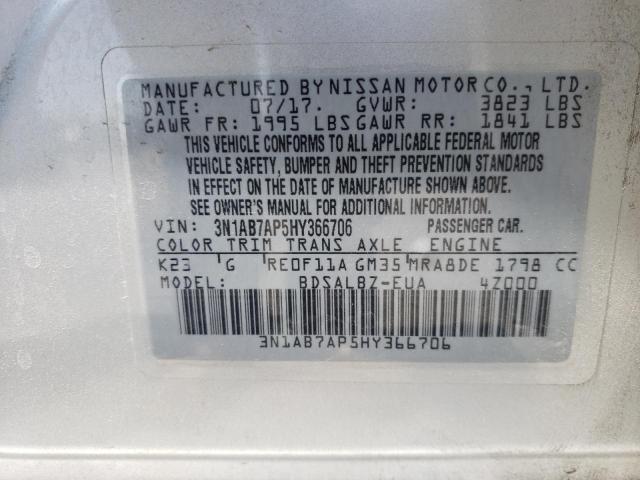 MANUFACTURED BY NISSAN MOTOR CO., LTD.
DATE: 07/17. GVWR: 3823 LBS
GAWR FR: 1995 LBS GAWR RR: 1841 LBS
THIS VEHICLE CONFORMS TO ALL APPLICABLE FEDERAL MOTOR
VEHICLE SAFETY, BUMPER AND THEFT PREVENTION STANDARDS
IN EFFECT ON THE DATE OF MANUFACTURE SHOWN ABOVE.
SEE OWNER'S MANUAL FOR ADDITIONAL INFORMATION.
VIN: 3N1AB7AP5HY366706 PASSENGER CAR.
COLOR TRIM TRANS AXLE ENGINE
K23 G RE0F11A GM35 MRA8DE 1798 CC
MODEL: BDSALBZ-EUA 4Z000
3N1AB7AP5HY366706